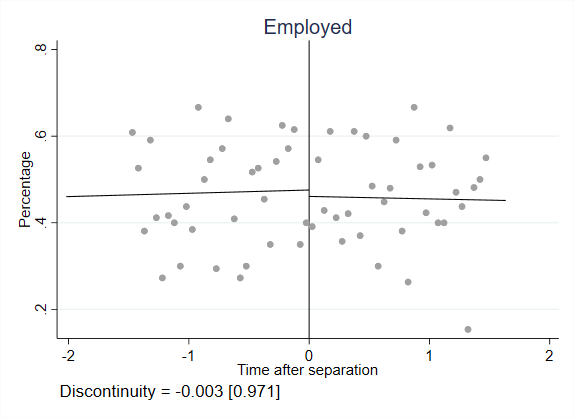 Employed
Percentage
.8
.6
.4
.2
-2 -1 0 1 2
Time after separation
Discontinuity = -0.003 [0.971]